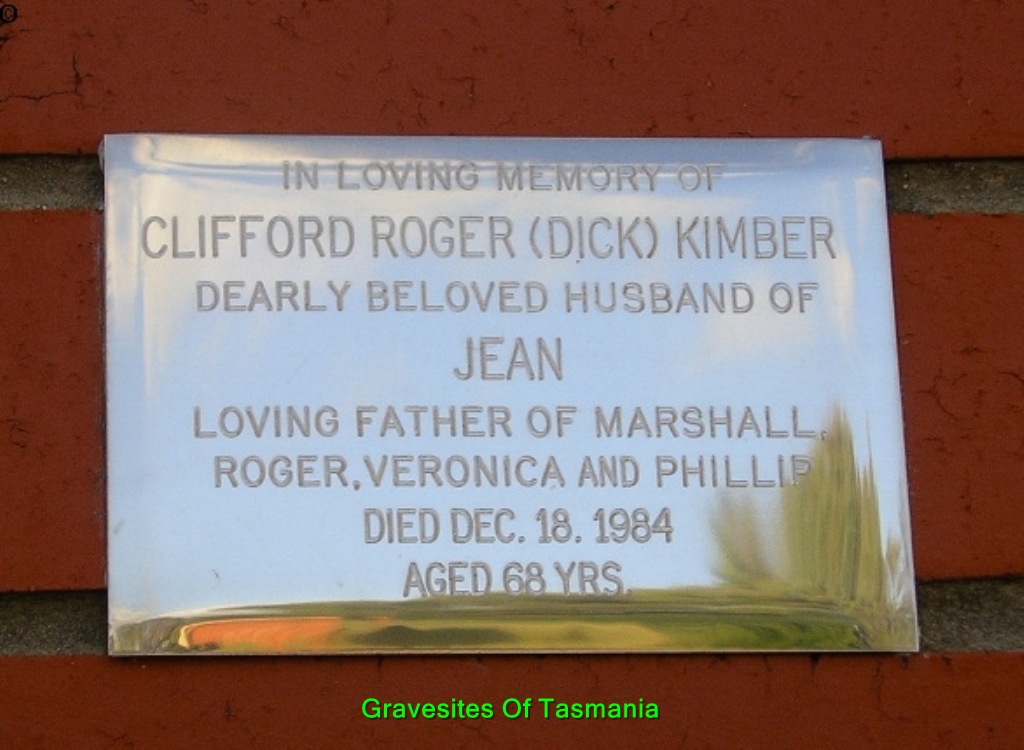 ©
IN LOVING MEMORY OF
CLIFFORD ROGER (DICK) KIMBER
DEARLY BELOVED HUSBAND OF
JEAN
LOVING FATHER OF MARSHALL,
ROGER, VERONICA AND PHILLIP
DIED DEC. 18. 1984
AGED 68 YRS.
Gravesites Of Tasmania